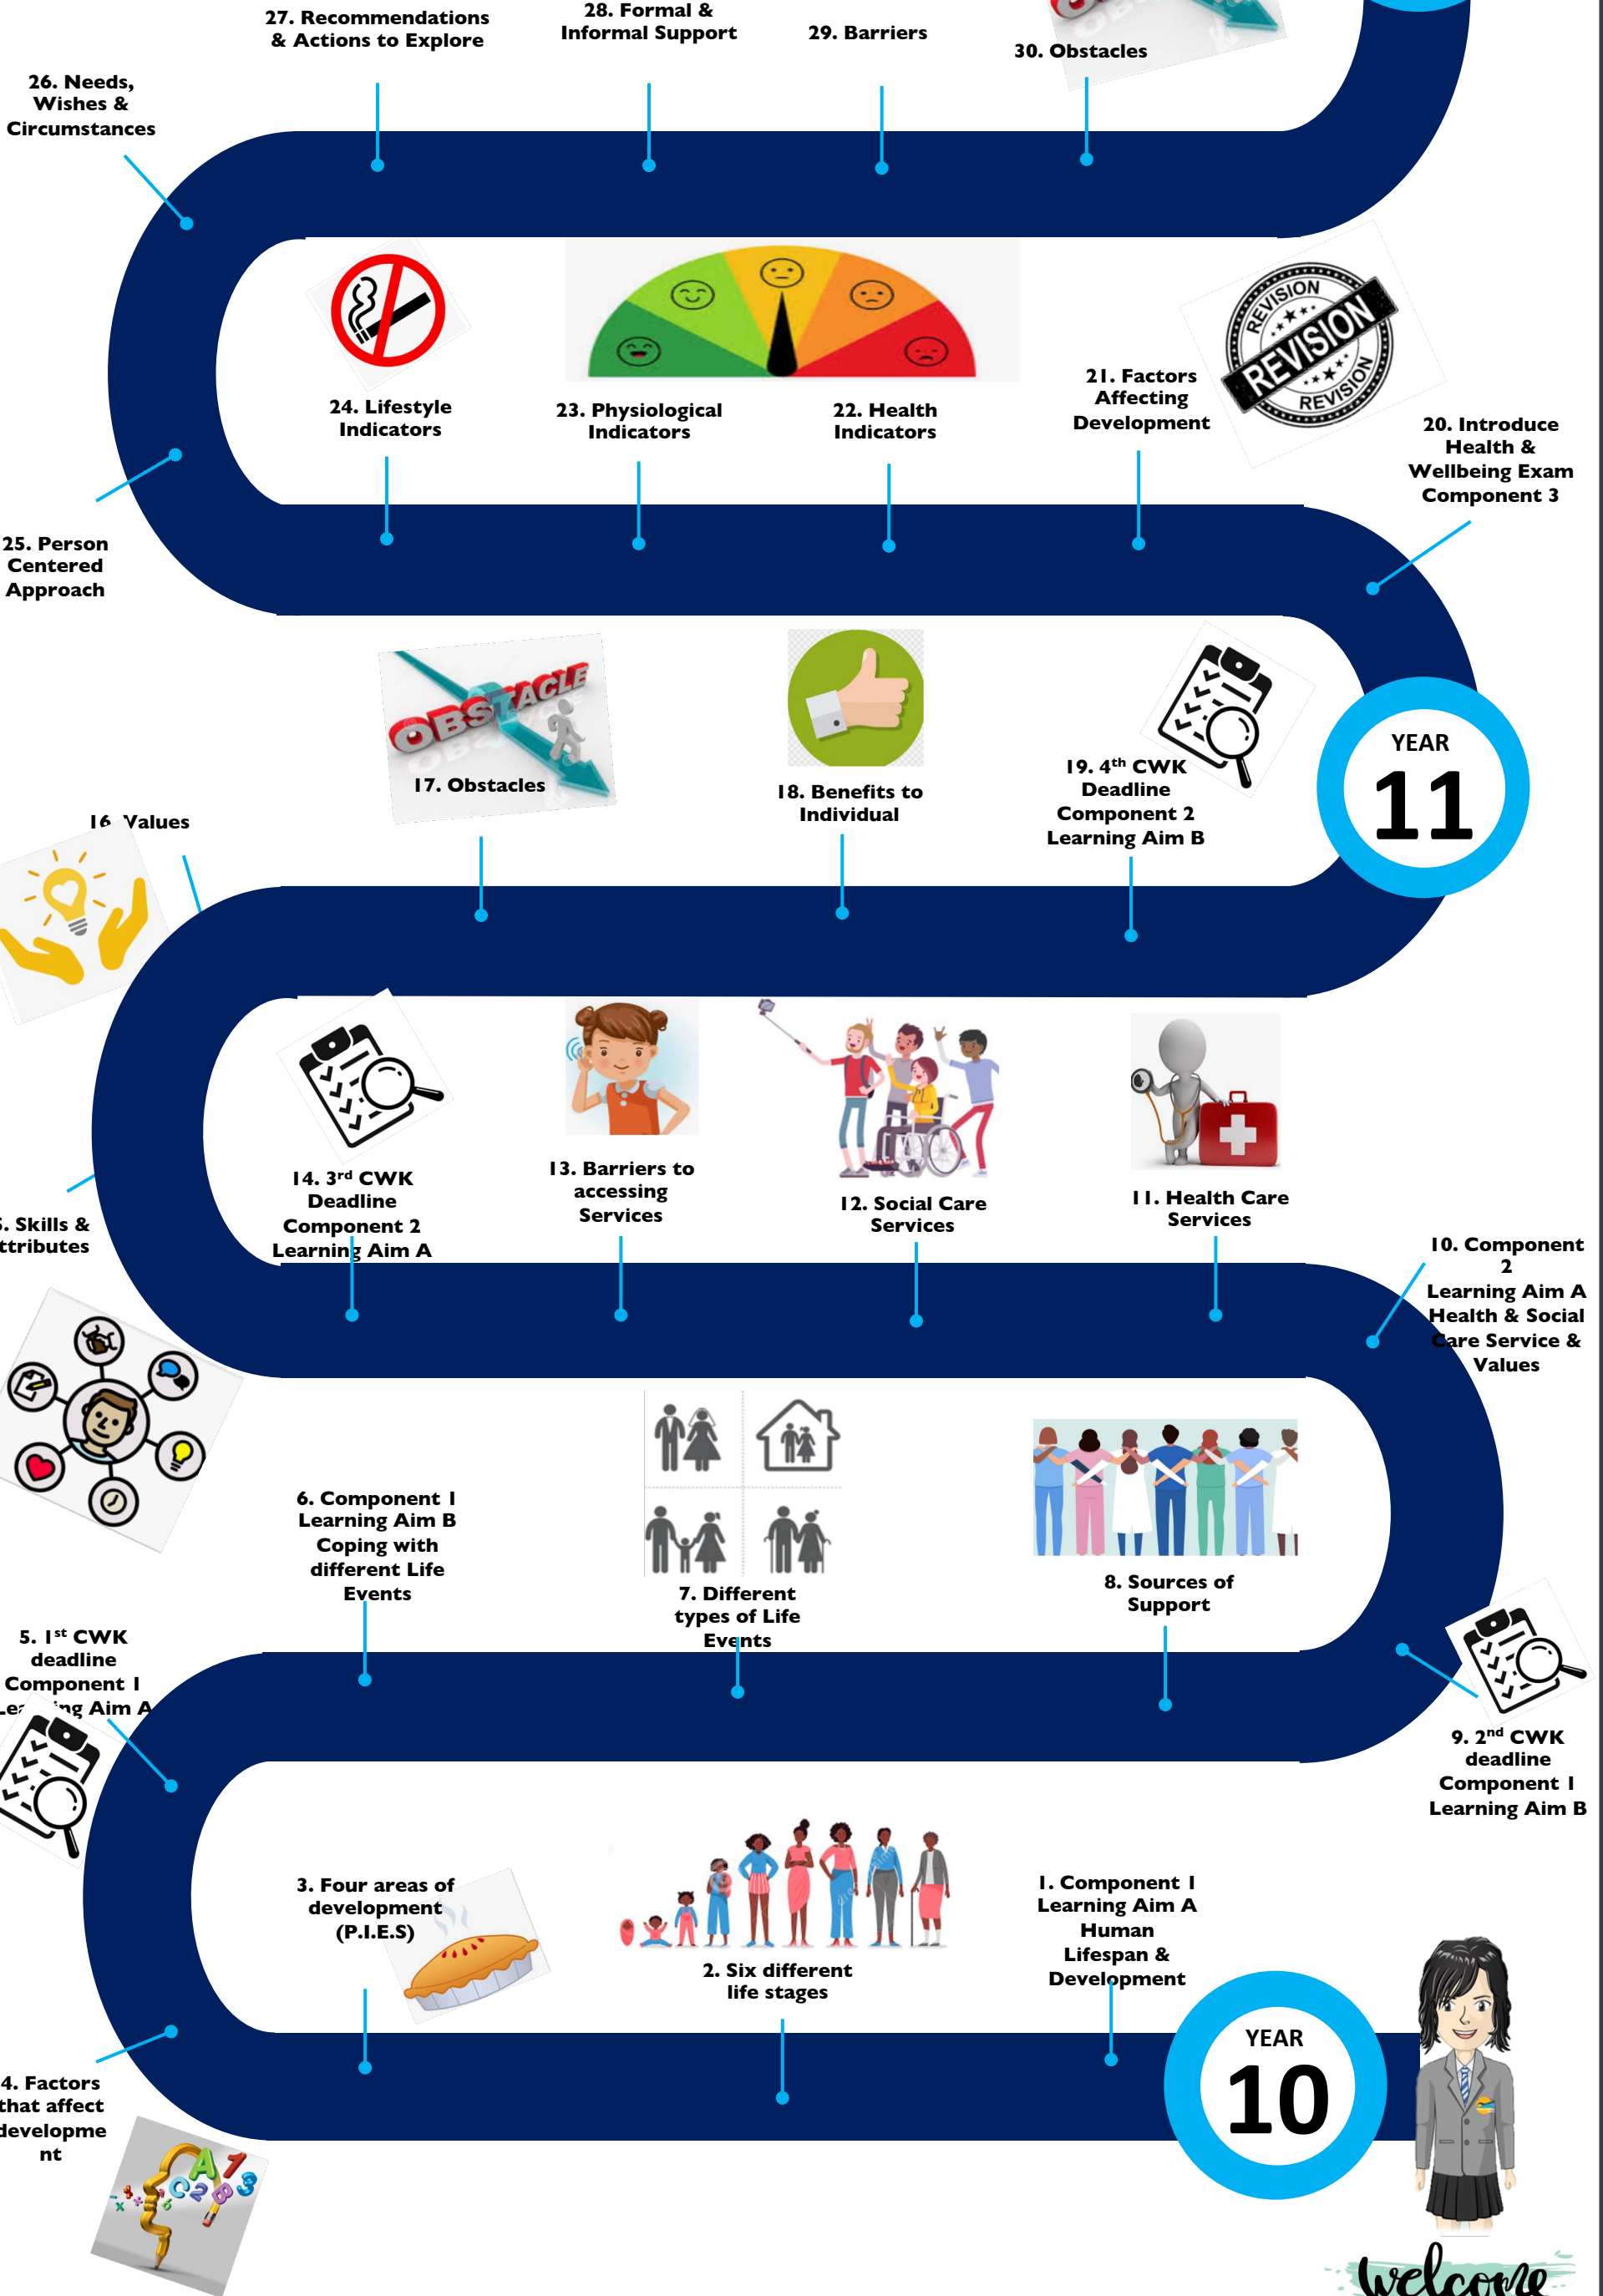 27. Recommendations
& Actions to Explore
28. Formal &
Informal Support
29. Barriers
30. Obstacles
26. Needs,
Wishes &
Circumstances
REVISION
REVISION
REVISION
24. Lifestyle
Indicators
23. Physiological
Indicators
22. Health
Indicators
21. Factors
Affecting
Development
20. Introduce
Health &
Wellbeing Exam
Component 3
25. Person
Centered
Approach
OBSTACLE
17. Obstacles
18. Benefits to
Individual
19. 4th CWK
Deadline
Component 2
Learning Aim B
YEAR
11
16. Values
14. 3rd CWK
Deadline
Component 2
Learning Aim A
13. Barriers to
accessing
Services
12. Social Care
Services
11. Health Care
Services
10. Component
2
Learning Aim A
Health & Social
Care Service &
Values
5. Skills &
ttributes
6. Component 1
Learning Aim B
Coping with
different Life
Events
7. Different
types of Life
Events
8. Sources of
Support
5. 1st CWK
deadline
Component 1
Learning Aim A
9. 2nd CWK
deadline
Component 1
Learning Aim B
3. Four areas of
development
(P.I.E.S)
2. Six different
life stages
1. Component 1
Learning Aim A
Human
Lifespan &
Development
YEAR
10
4. Factors
that affect
developme
nt
welcome